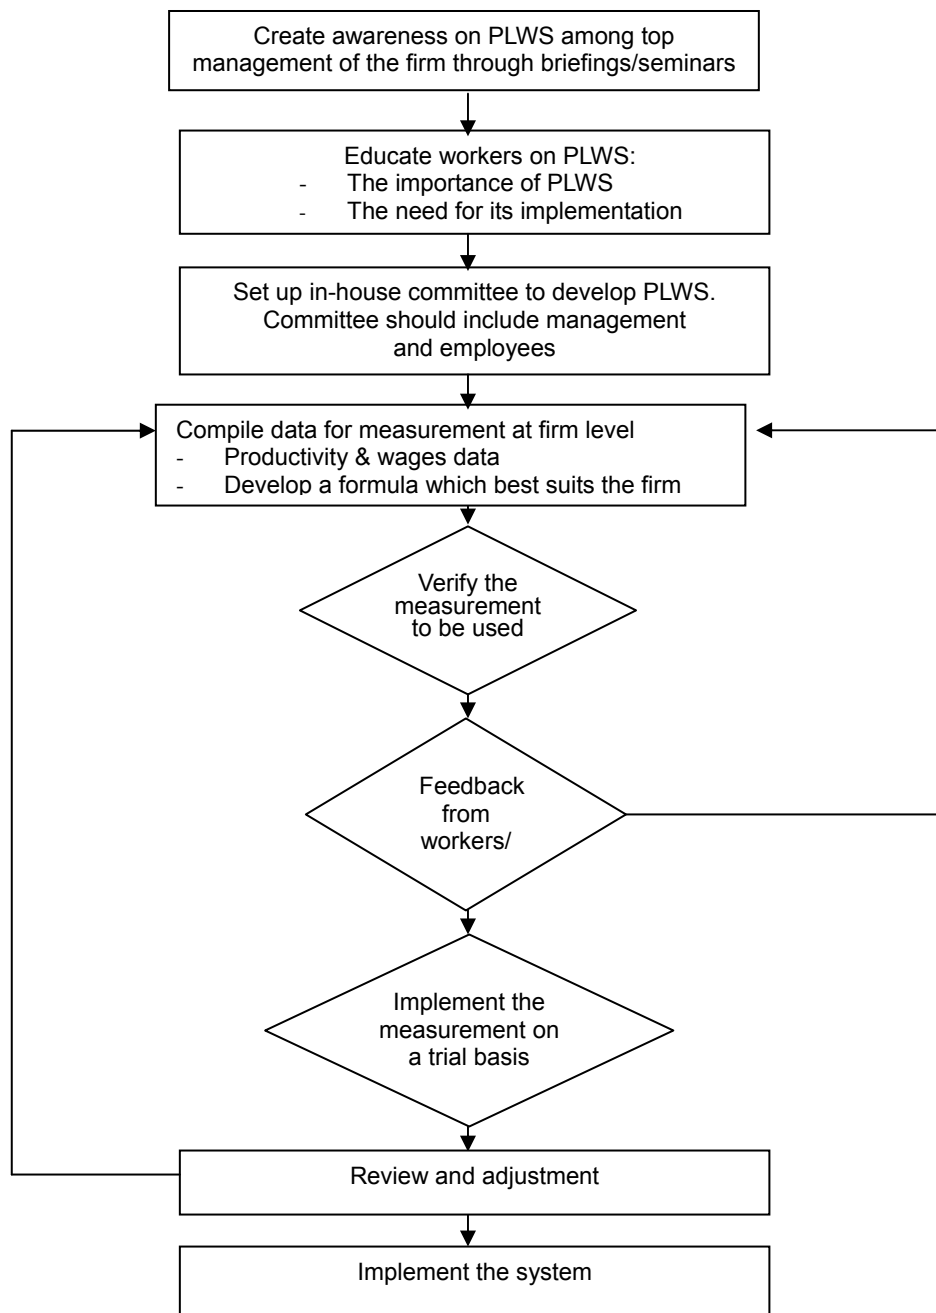 Create awareness on PLWS among top
management of the firm through briefings/seminars
Educate workers on PLWS:
- The importance of PLWS
- The need for its implementation
Set up in-house committee to develop PLWS.
Committee should include management
and employees
Compile data for measurement at firm level
- Productivity & wages data
- Develop a formula which best suits the firm
Verify the
measurement
to be used
Feedback
from
workers/
Implement the
measurement on
a trial basis
Review and adjustment
Implement the system